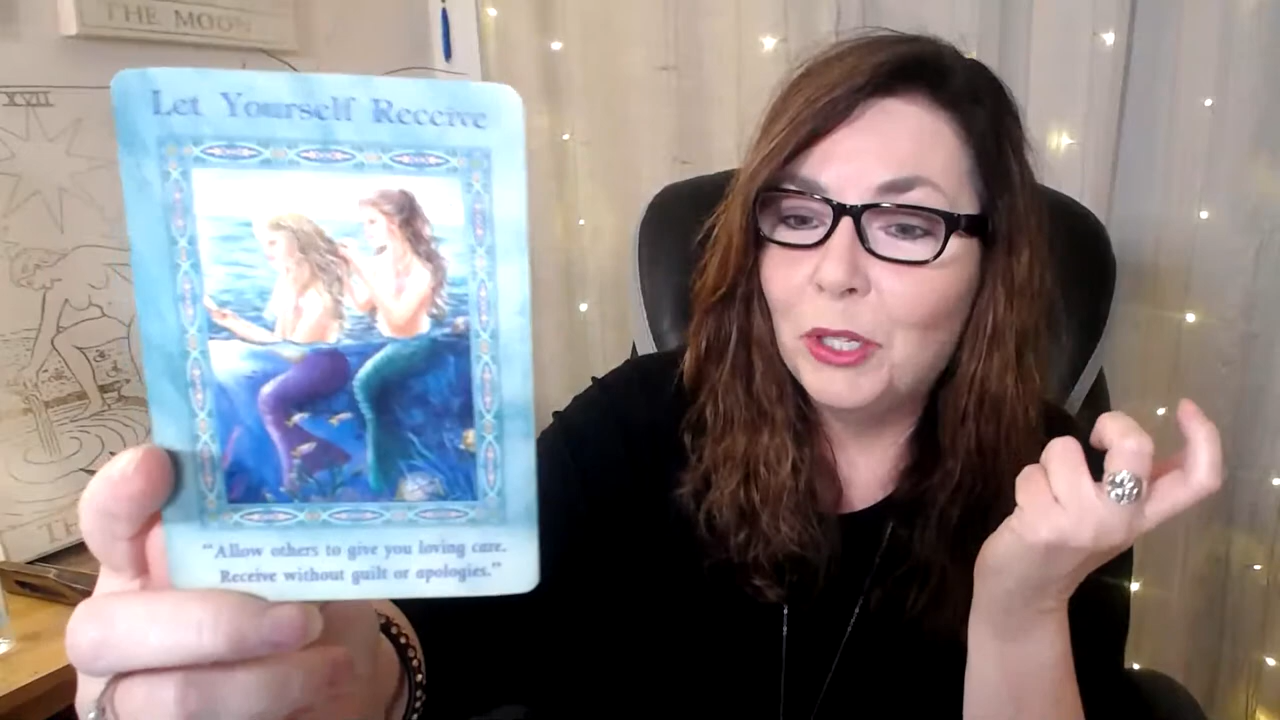 THE MOON
XVII
Let Yourself Receive
"Allow others to give you loving care.
Receive without guilt or apologies."